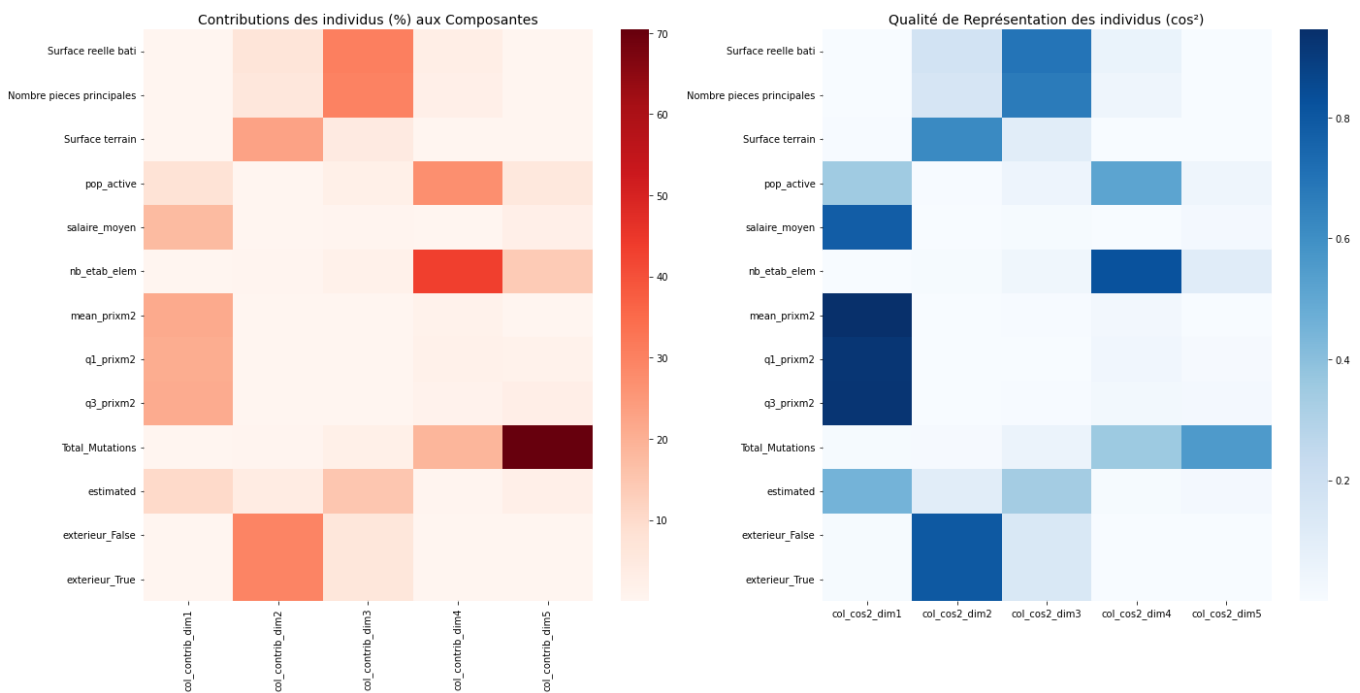 Contributions des individus (%) aux Composantes
Surface reelle bati
Nombre pieces principales
Surface terrain
pop_active
salaire_moyen
nb_etab_elem
mean_prixm2
q1_prixm2
q3_prixm2
Total_Mutations
estimated
exterieur_False
exterieur_True
col_contrib_dim1
col_contrib_dim2
col_contrib_dim3
col_contrib_dim4
col_contrib_dim5
70
60
50
40
30
20
10
Qualité de Représentation des individus (cos²)
Surface reelle bati
Nombre pieces principales
Surface terrain
pop_active
salaire_moyen
nb_etab_elem
mean_prixm2
q1_prixm2
q3_prixm2
Total_Mutations
estimated
exterieur_False
exterieur_True
col_cos2_dim1
col_cos2_dim2
col_cos2_dim3
col_cos2_dim4
col_cos2_dim5
0.8
0.6
0.4
0.2